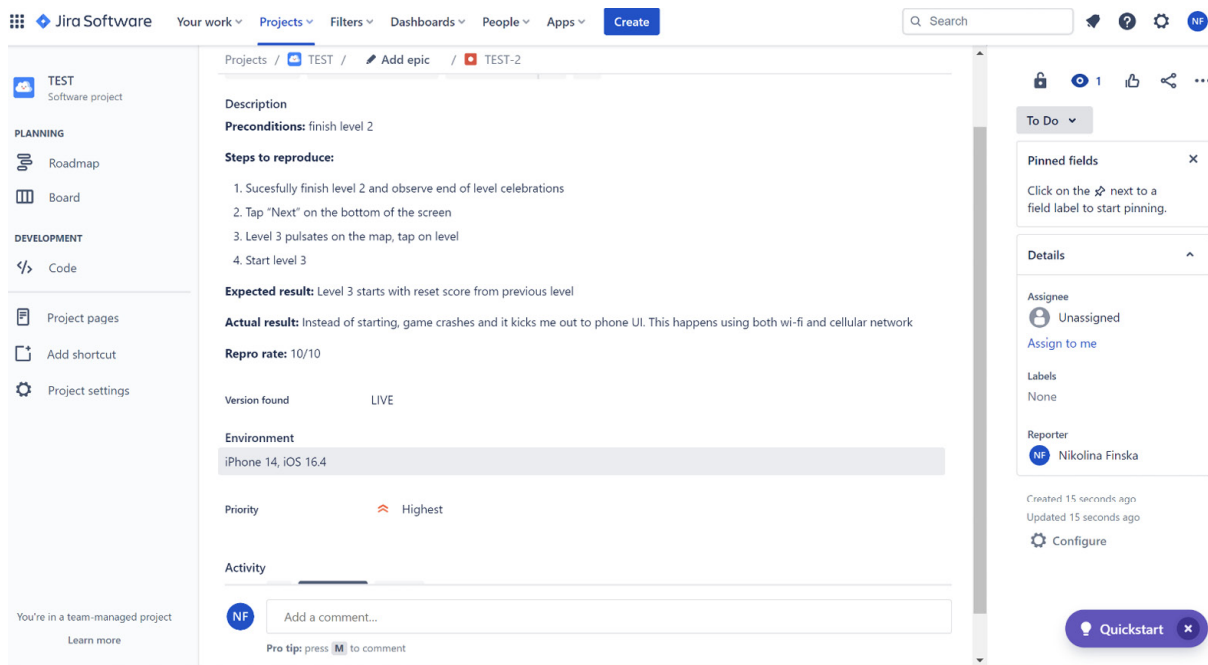 Jira Software
Your work
Projects
Filters
Dashboards
People
Apps
Create
Search
NF
TEST
Software project
PLANNING
Roadmap
Board
DEVELOPMENT
Code
Project pages
Add shortcut
Project settings
You're in a team-managed project
Learn more
Projects / TEST / Add epic / TEST-2
Description
Preconditions: finish level 2
Steps to reproduce:
1. Sucesfully finish level 2 and observe end of level celebrations
2. Tap “Next” on the bottom of the screen
3. Level 3 pulsates on the map, tap on level
4. Start level 3
Expected result: Level 3 starts with reset score from previous level
Actual result: Instead of starting, game crashes and it kicks me out to phone UI. This happens using both wi-fi and cellular network
Repro rate: 10/10
Version found LIVE
Environment
iPhone 14, iOS 16.4
Priority Highest
Activity
NF Add a comment...
Pro tip: press M to comment
1
To Do
Pinned fields
Click on the next to a
field label to start pinning.
Details
Assignee
Unassigned
Assign to me
Labels
None
Reporter
NF Nikolina Finska
Created 15 seconds ago
Updated 15 seconds ago
Configure
Quickstart